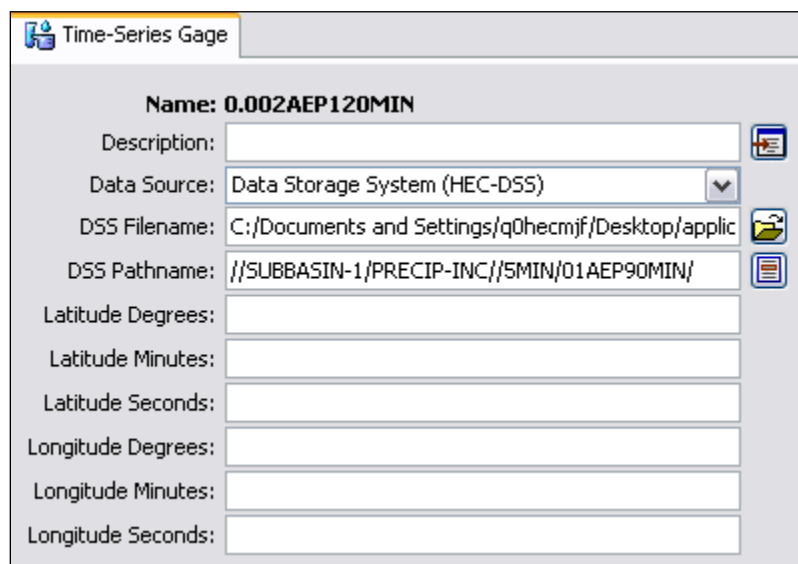 Time-Series Gage
Name: 0.002AEP120MIN
Description:
Data Source: Data Storage System (HEC-DSS)
DSS Filename: C:/Documents and Settings/q0hecmjf/Desktop/applic
DSS Pathname: //SUBBASIN-1/PRECIP-INC//5MIN/01AEP90MIN/
Latitude Degrees:
Latitude Minutes:
Latitude Seconds:
Longitude Degrees:
Longitude Minutes:
Longitude Seconds: